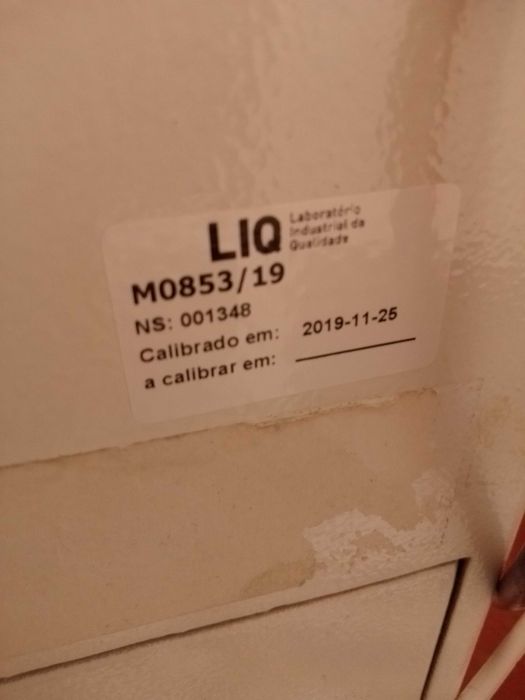 LIQ
Laboratório
Industrial da
Qualidade
M0853/19
NS: 001348
Calibrado em: 2019-11-25
a calibrar em: